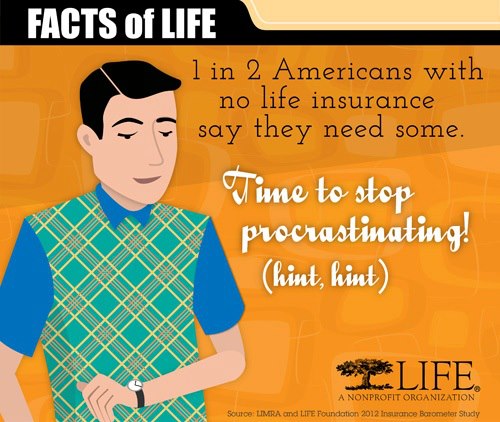 FACTS of LIFE
1 in 2 Americans with
no life insurance
say they need some.
Time to stop
procrastinating!
(hint, hint)
LIFE®
A NONPROFIT ORGANIZATION
Source: LIMRA and LIFE Foundation 2012 Insurance Barometer Study